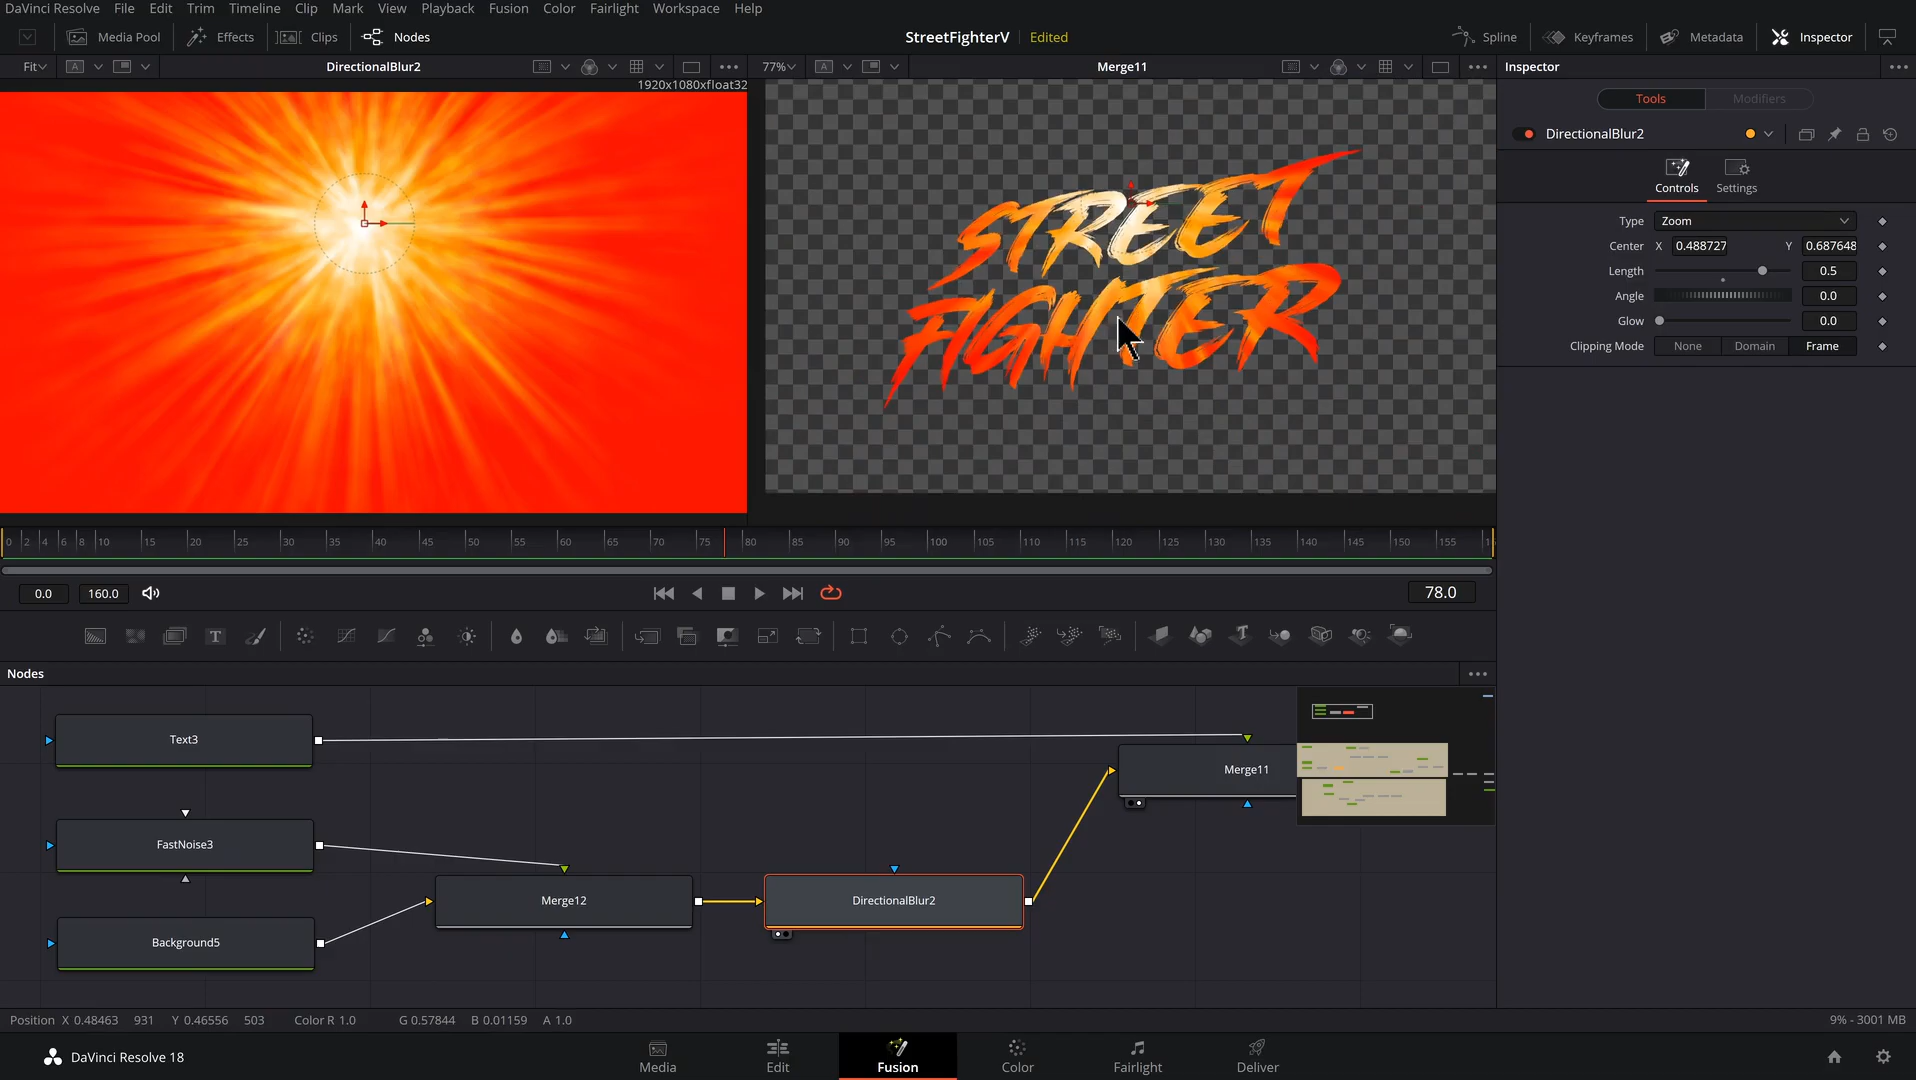 DaVinci Resolve File Edit Trim Timeline Clip Mark View Playback Fusion Color Fairlight Workspace Help
Media Pool Effects Clips Nodes StreetFighterV Edited Spline Keyframes Metadata Inspector
Fit A DirectionalBlur2 77% A Merge11 Inspector
1920x1080xfloat32
Tools Modifiers
DirectionalBlur2
Controls Settings
Type Zoom
Center X 0.488727 Y 0.687648
Length 0.5
Angle 0.0
Glow 0.0
Clipping Mode None Domain Frame
STREET
FIGHTER
0 2 4 6 8 10 15 20 25 30 35 40 45 50 55 60 65 70 75 80 85 90 95 100 105 110 115 120 125 130 135 140 145 150 155
0.0 160.0 78.0
Nodes
Text3
Merge11
FastNoise3
Merge12 DirectionalBlur2
Background5
Position X 0.48463 931 Y 0.46556 503 Color R 1.0 G 0.57844 B 0.01159 A 1.0 9% - 3001 MB
DaVinci Resolve 18 Media Edit Fusion Color Fairlight Deliver